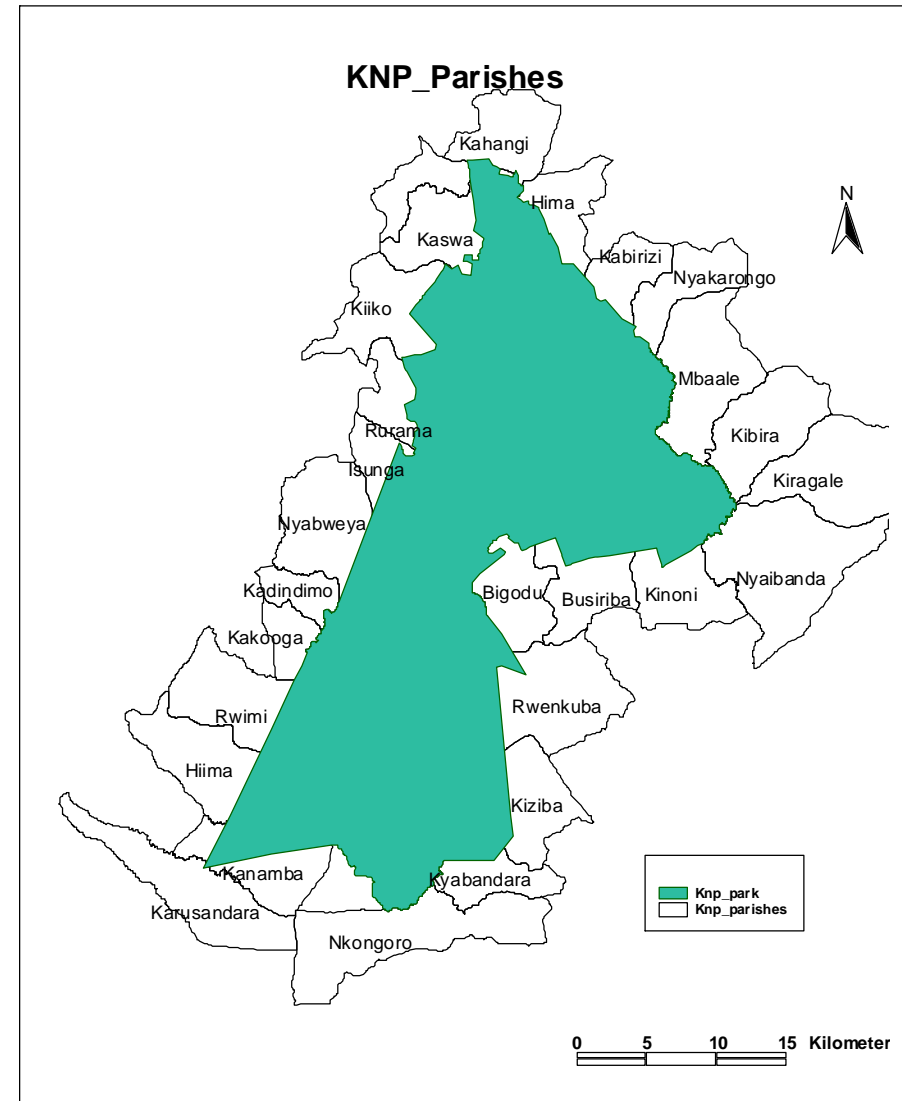 KNP_Parishes
Kahangi
N
Hima
Kaswa
Kabirizi
Nyakarongo
Kiiko
Mbaale
Rurama
Kibira
Isunga
Kiragale
Nyabweya
Kadindimo
Bigodu
Busiriba
Kinoni
Nyaibanda
Kakooga
Rwimi
Rwenkuba
Hiima
Kiziba
Kanamba
Kyabandara
Karusandara
Nkongoro
Knp_park
Knp_parishes
0 5 10 15 Kilometer